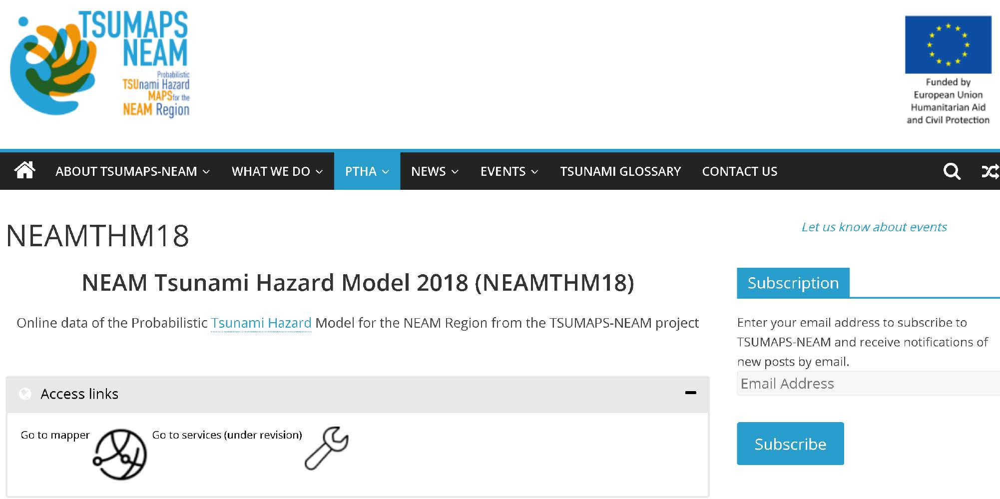 TSUMAPS
NEAM
Probabilistic
TSUnami Hazard
MAPS for the
NEAM Region
Funded by
European Union
Humanitarian Aid
and Civil Protection
ABOUT TSUMAPS-NEAM WHAT WE DO PTHA NEWS EVENTS TSUNAMI GLOSSARY CONTACT US
NEAMTHM18
NEAM Tsunami Hazard Model 2018 (NEAMTHM18)
Online data of the Probabilistic Tsunami Hazard Model for the NEAM Region from the TSUMAPS-NEAM project
Access links
Go to mapper Go to services (under revision)
Let us know about events
Subscription
Enter your email address to subscribe to
TSUMAPS-NEAM and receive notifications of
new posts by email.
Email Address
Subscribe